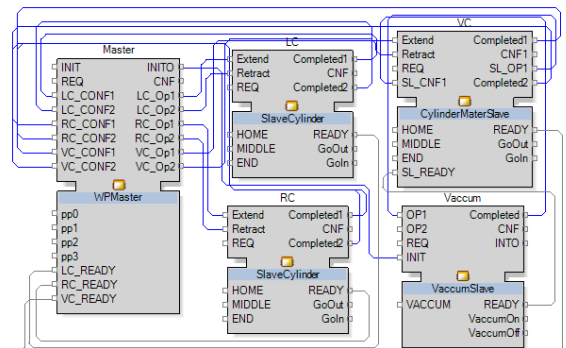 Master
INIT INITO
REQ CNF
LC_CONF1 LC_Op1
LC_CONF2 LC_Op2
RC_CONF1 RC_Op1
RC_CONF2 RC_Op2
VC_CONF1 VC_Op1
VC_CONF2 VC_Op2
WPMaster
pp0
pp1
pp2
pp3
LC_READY
RC_READY
VC_READY
LC
Extend Completed1
Retract CNF
REQ Completed2
SlaveCylinder
HOME READY
MIDDLE GoOut
END GoIn
RC
Extend Completed1
Retract CNF
REQ Completed2
SlaveCylinder
HOME READY
MIDDLE GoOut
END GoIn
VC
Extend Completed1
Retract CNF1
REQ SL_OP1
SL_CNF1 Completed2
CylinderMaterSlave
HOME READY
MIDDLE GoOut
END GoIn
SL_READY
Vaccum
OP1 Completed
OP2 CNF
REQ INTO
INIT
VaccumSlave
VACCUM READY
VaccumOn
VaccumOff